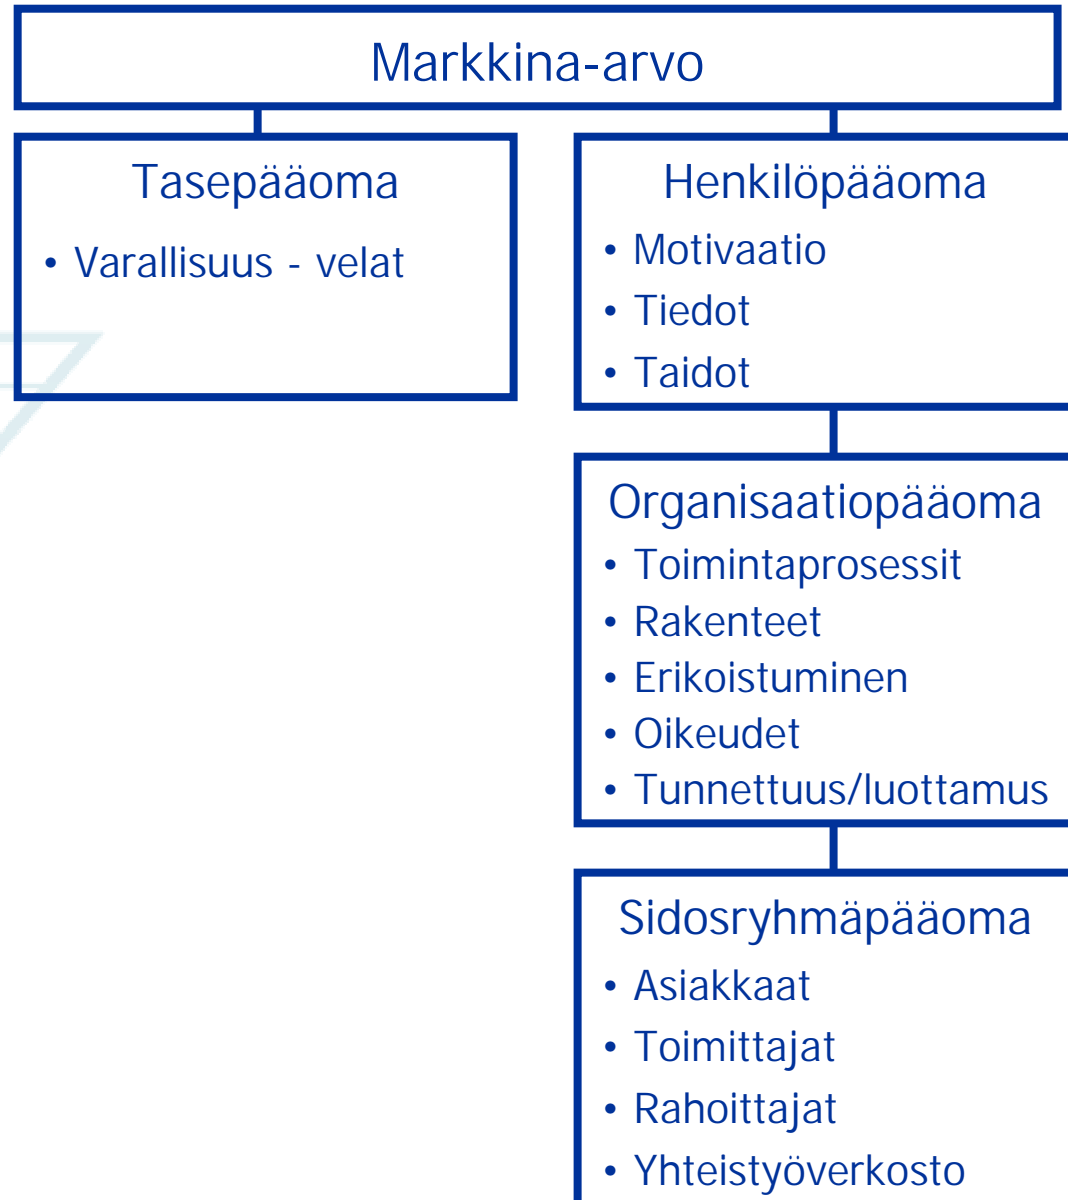 Markkina-arvo
Tasepääoma
• Varallisuus - velat
Henkilöpääoma
• Motivaatio
• Tiedot
• Taidot
Organisaatiopääoma
• Toimintaprosessit
• Rakenteet
• Erikoistuminen
• Oikeudet
• Tunnettuus/luottamus
Sidosryhmäpääoma
• Asiakkaat
• Toimittajat
• Rahoittajat
• Yhteistyöverkosto